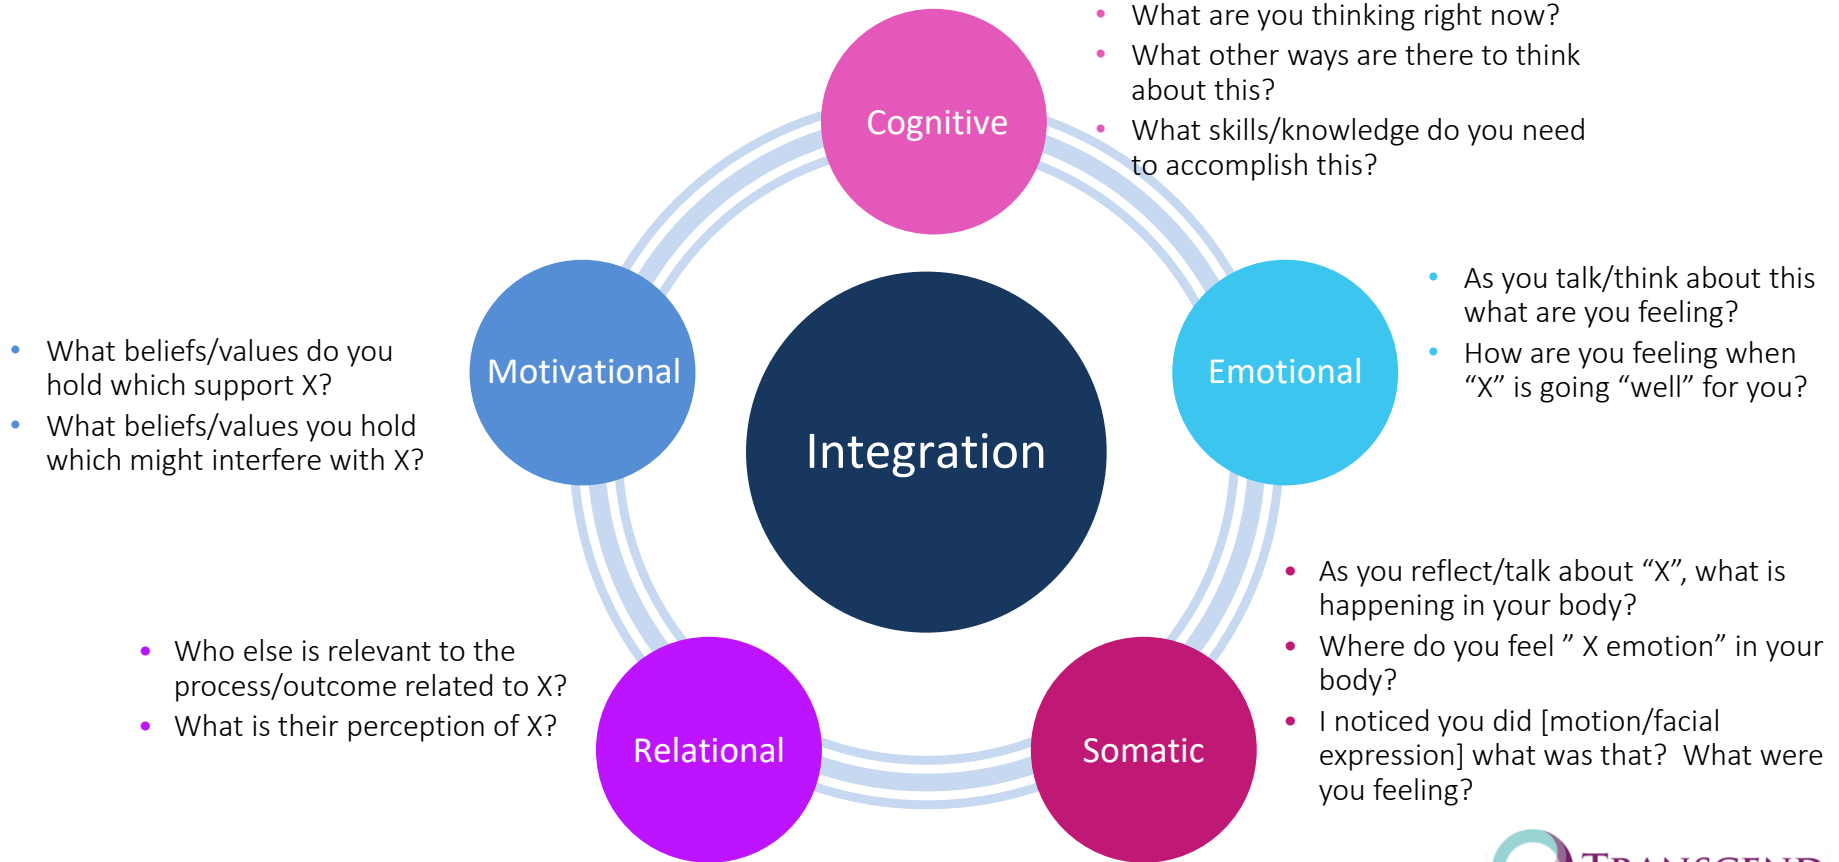 • What are you thinking right now?
• What other ways are there to think
about this?
• What skills/knowledge do you need
to accomplish this?
Cognitive
• As you talk/think about this
what are you feeling?
• How are you feeling when
“X” is going “well” for you?
Emotional
Motivational
• What beliefs/values do you
hold which support X?
• What beliefs/values you hold
which might interfere with X?
Integration
• As you reflect/talk about “X”, what is
happening in your body?
• Where do you feel ” X emotion” in your
body?
• I noticed you did [motion/facial
expression] what was that?  What were
you feeling?
Somatic
• Who else is relevant to the
process/outcome related to X?
• What is their perception of X?
Relational
TRANSCEND